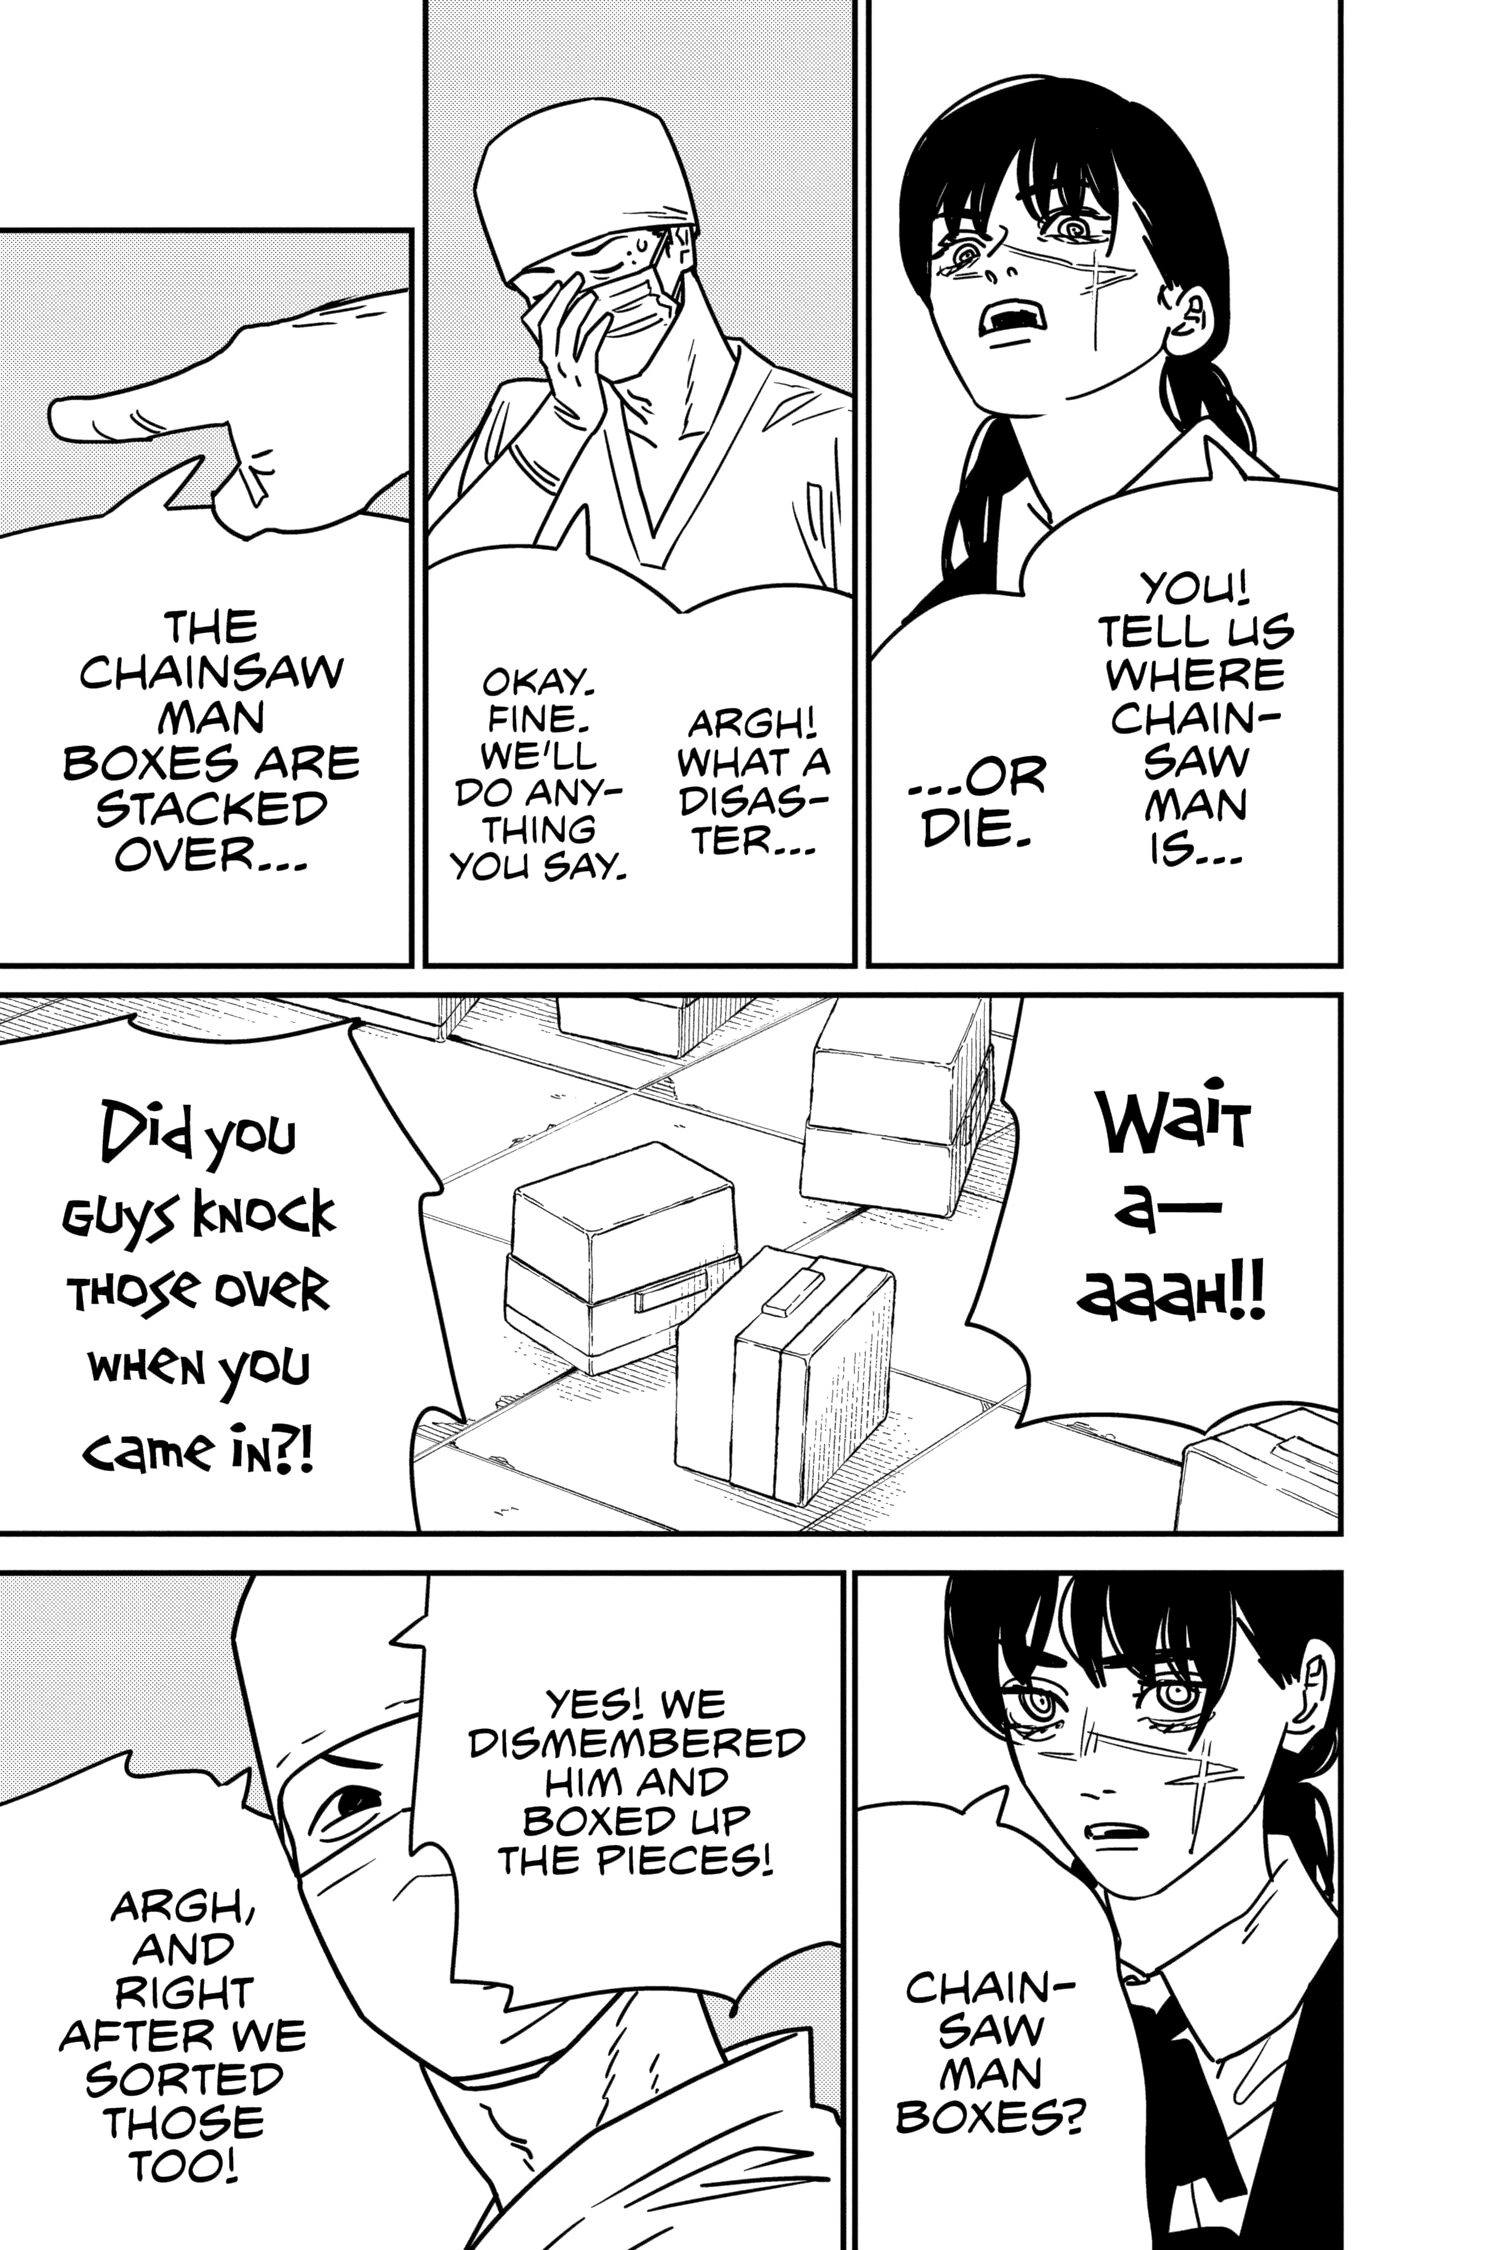 YOU!
TELL US
WHERE
CHAIN-
SAW
MAN
IS...
...OR
DIE.
ARGH!
WHAT A
DISAS-
TER...
OKAY.
FINE.
WE'LL
DO ANY-
THING
YOU SAY.
THE
CHAINSAW
MAN
BOXES ARE
STACKED
OVER...
Wait
a—
aaah!!
Did you
guys knock
those over
when you
came in?!
CHAIN-
SAW
MAN
BOXES?
YES! WE
DISMEMBERED
HIM AND
BOXED UP
THE PIECES!
ARGH,
AND
RIGHT
AFTER WE
SORTED
THOSE
TOO!